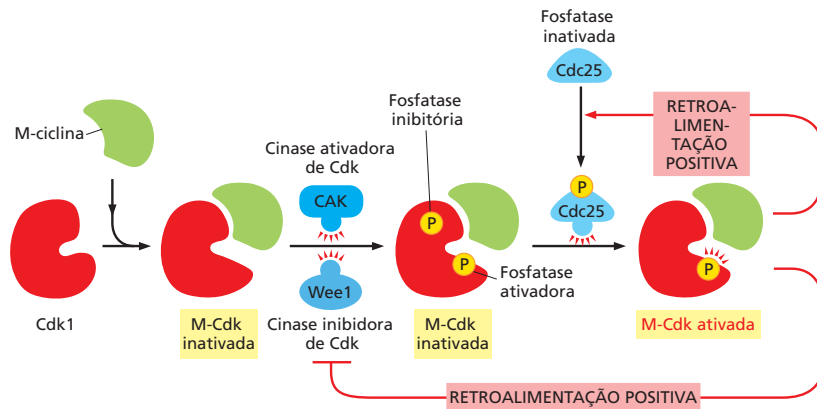 Fosfatase
inativada
Cdc25
M-ciclina
Fosfatase
inibitória
RETROA-
LIMEN-
TAÇÃO
POSITIVA
Cinase ativadora
de Cdk
CAK
P
P
Cdc25
P
P
Wee1
Fosfatase
ativadora
Cdk1
M-Cdk
inativada
Cinase inibidora
de Cdk
M-Cdk
inativada
M-Cdk ativada
RETROALIMENTAÇÃO POSITIVA